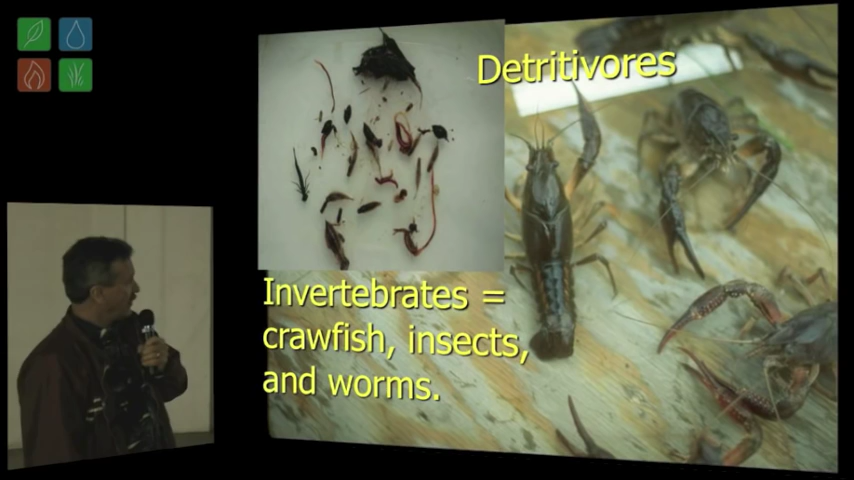 Detritivores
Invertebrates =
crawfish, insects,
and worms.